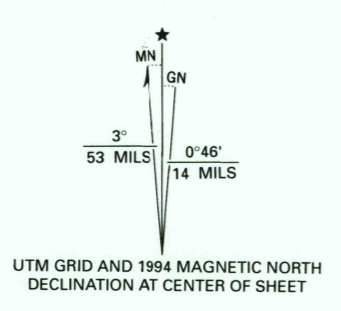 ★
MN
GN
3°
53 MILS
0°46'
14 MILS
UTM GRID AND 1994 MAGNETIC NORTH
DECLINATION AT CENTER OF SHEET